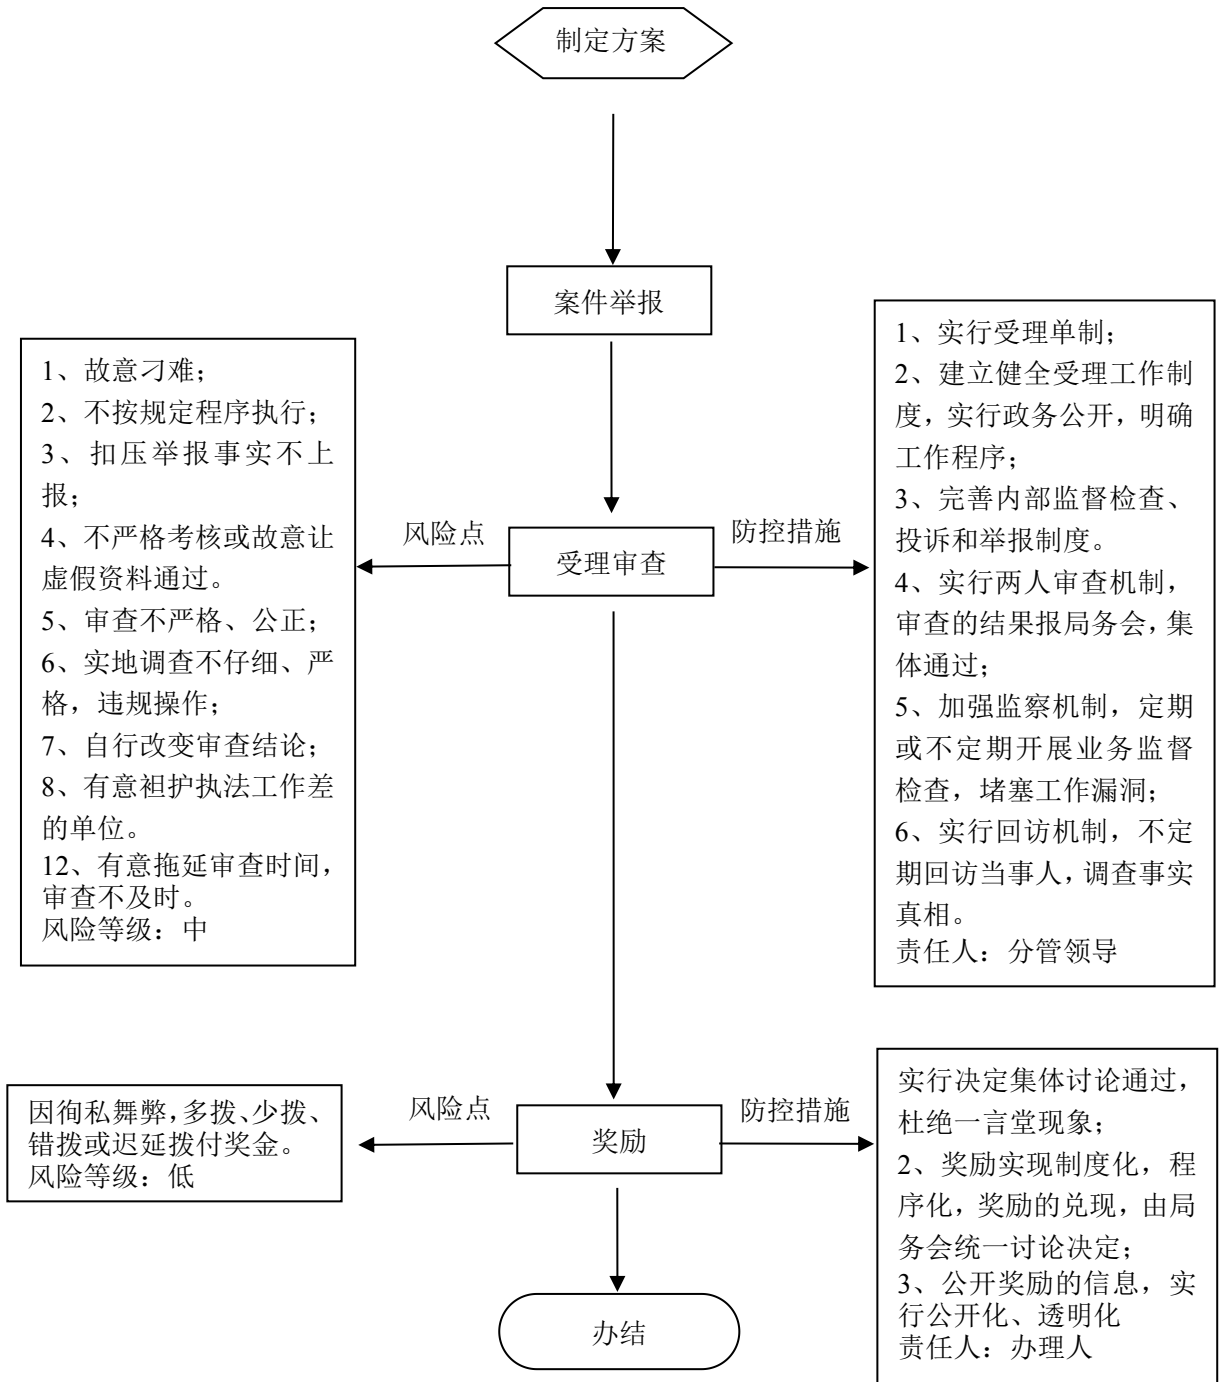 制定方案
案件举报
1、故意刁难；
2、不按规定程序执行；
3、扣压举报事实不上
报；
4、不严格考核或故意让
虚假资料通过。
5、审查不严格、公正；
6、实地调查不仔细、严
格，违规操作；
7、自行改变审查结论；
8、有意袒护执法工作差
的单位。
12、有意拖延审查时间，
审查不及时。
风险等级：中
风险点
受理审查
防控措施
1、实行受理单制；
2、建立健全受理工作制
度，实行政务公开，明确
工作程序；
3、完善内部监督检查、
投诉和举报制度。
4、实行两人审查机制，
审查的结果报局务会，集
体通过；
5、加强监察机制，定期
或不定期开展业务监督
检查，堵塞工作漏洞；
6、实行回访机制，不定
期回访当事人，调查事实
真相。
责任人：分管领导
因徇私舞弊，多拨、少拨、
错拨或迟延拨付奖金。
风险等级：低
风险点
奖励
防控措施
实行决定集体讨论通过，
杜绝一言堂现象；
2、奖励实现制度化，程
序化，奖励的兑现，由局
务会统一讨论决定；
3、公开奖励的信息，实
行公开化、透明化
责任人：办理人
办结